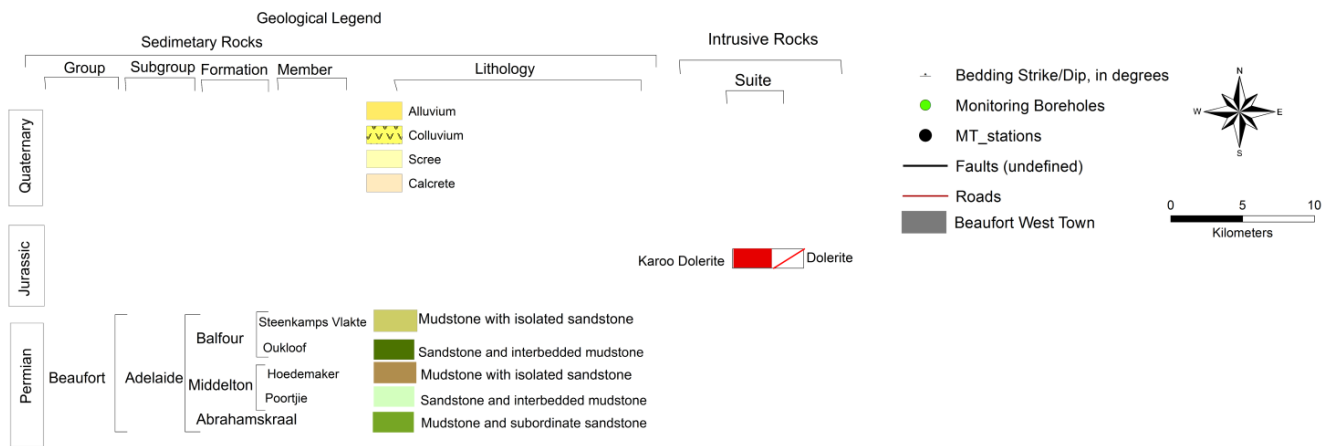 Geological Legend
Sedimetary Rocks
Group Subgroup Formation Member Lithology
Intrusive Rocks
Suite
Quaternary
Alluvium
Colluvium
Scree
Calcrete
Jurassic
Karoo Dolerite Dolerite
Permian
Beaufort
Adelaide
Balfour
Steenkamps Vlakte Mudstone with isolated sandstone
Oukloof Sandstone and interbedded mudstone
Middelton
Hoedemaker Mudstone with isolated sandstone
Poortjie Sandstone and interbedded mudstone
Abrahamskraal Mudstone and subordinate sandstone
Bedding Strike/Dip, in degrees
Monitoring Boreholes
MT_stations
Faults (undefined)
Roads
Beaufort West Town
N
W E
S
0 5 10
Kilometers